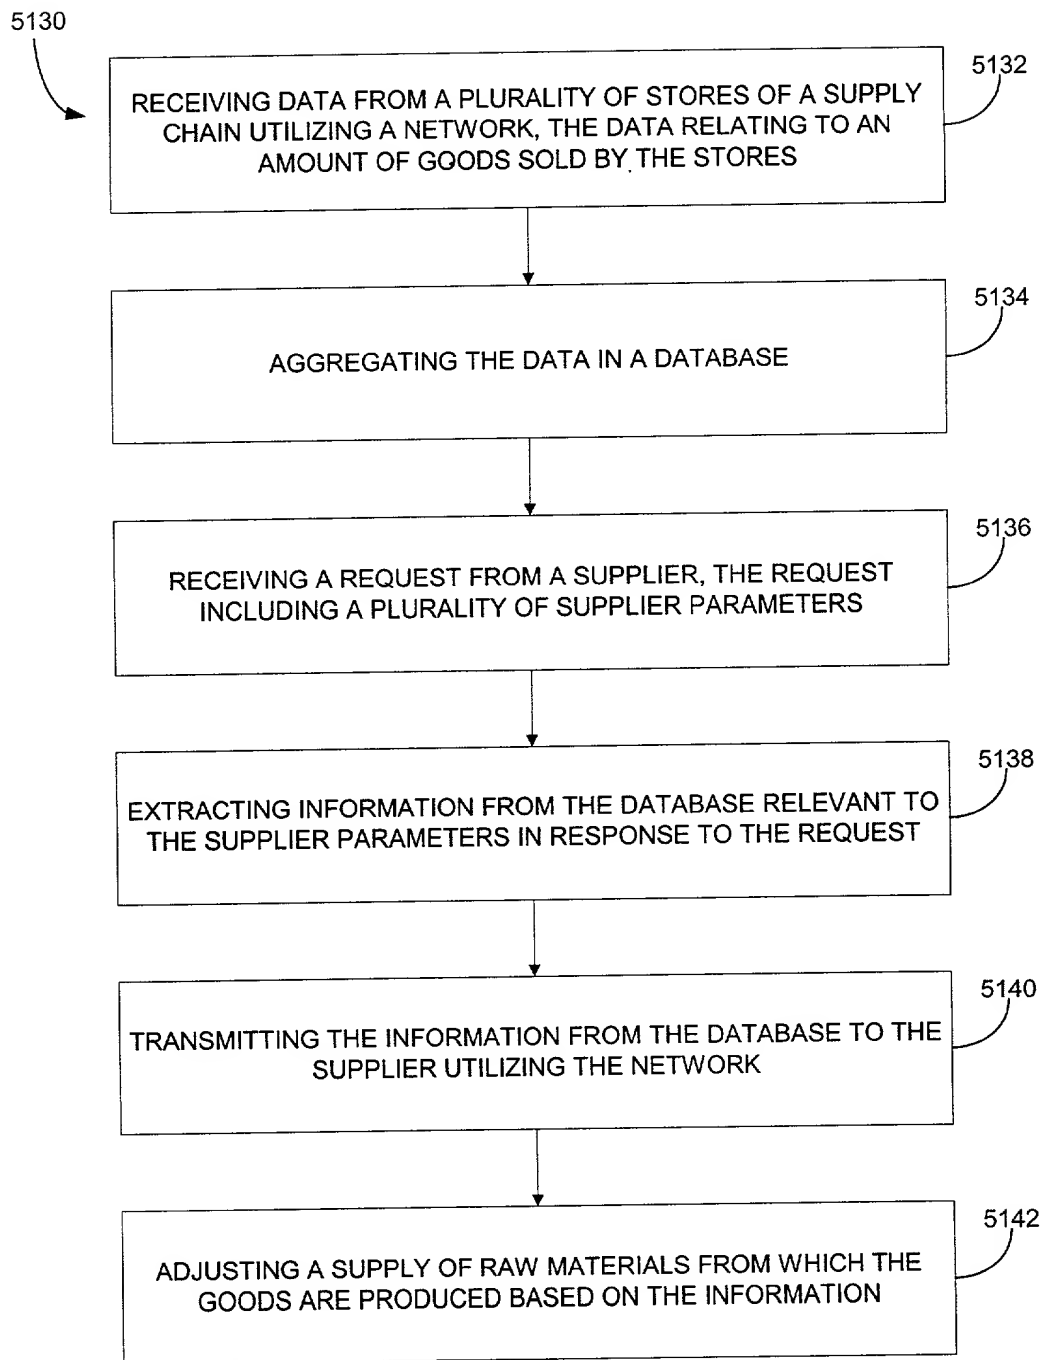 5130
5132
RECEIVING DATA FROM A PLURALITY OF STORES OF A SUPPLY
CHAIN UTILIZING A NETWORK, THE DATA RELATING TO AN
AMOUNT OF GOODS SOLD BY THE STORES
5134
AGGREGATING THE DATA IN A DATABASE
5136
RECEIVING A REQUEST FROM A SUPPLIER, THE REQUEST
INCLUDING A PLURALITY OF SUPPLIER PARAMETERS
5138
EXTRACTING INFORMATION FROM THE DATABASE RELEVANT TO
THE SUPPLIER PARAMETERS IN RESPONSE TO THE REQUEST
5140
TRANSMITTING THE INFORMATION FROM THE DATABASE TO THE
SUPPLIER UTILIZING THE NETWORK
5142
ADJUSTING A SUPPLY OF RAW MATERIALS FROM WHICH THE
GOODS ARE PRODUCED BASED ON THE INFORMATION